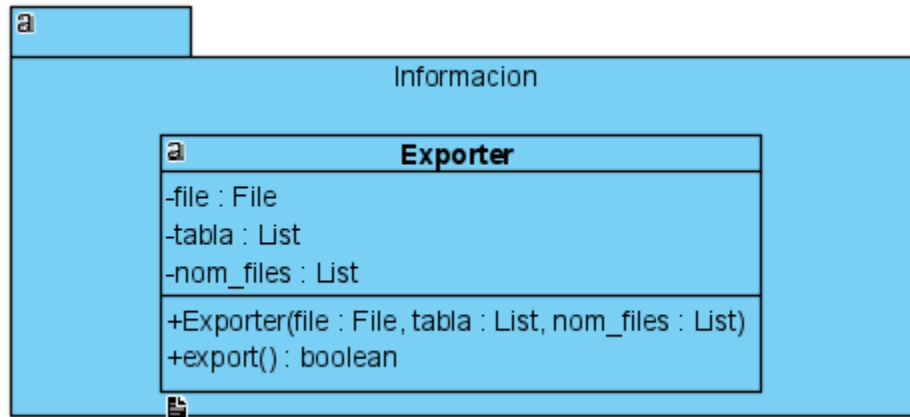 a
Informacion
a
Exporter
-file : File
-tabla : List
-nom_files : List
+Exporter(file : File, tabla : List, nom_files : List)
+export() : boolean